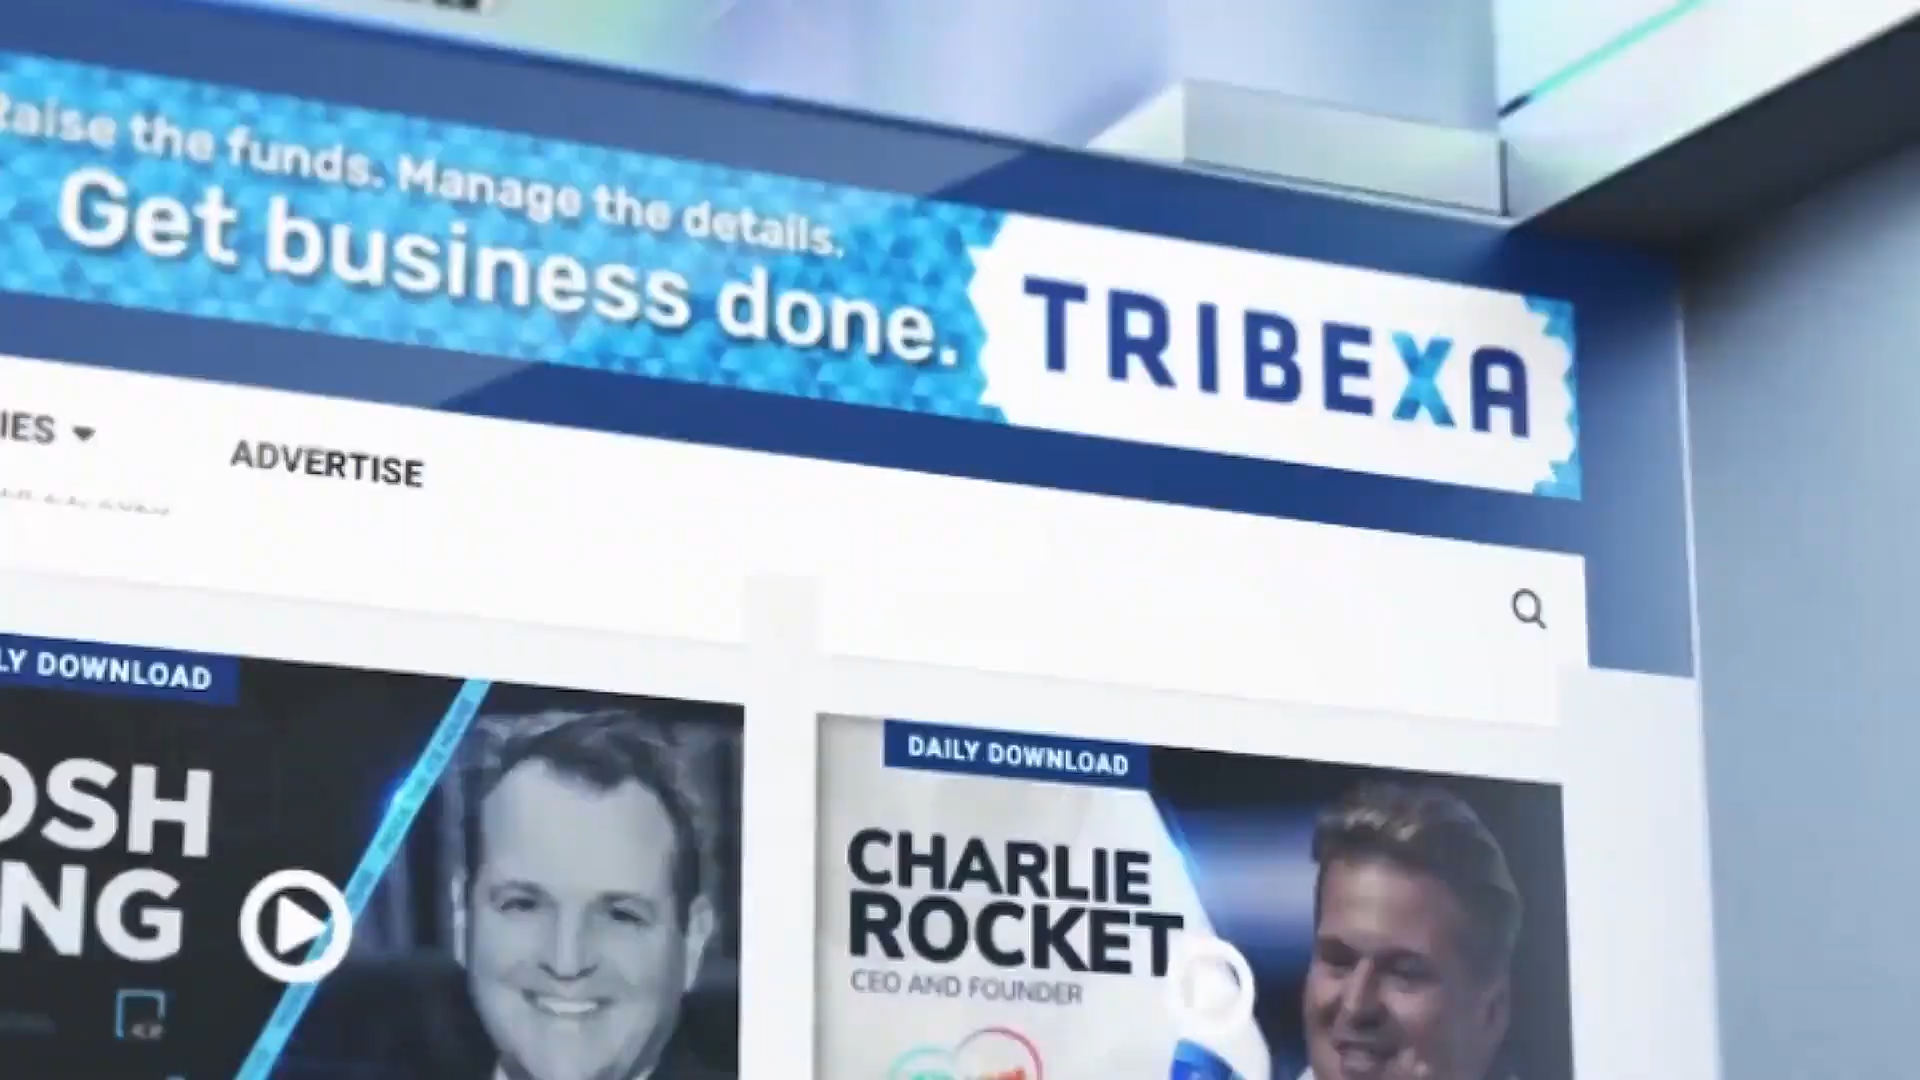 Raise the funds. Manage the details.
Get business done.
TRIBEXA
IES
ADVERTISE
LY DOWNLOAD
OSH
NG
DAILY DOWNLOAD
CHARLIE
ROCKET
CEO AND FOUNDER